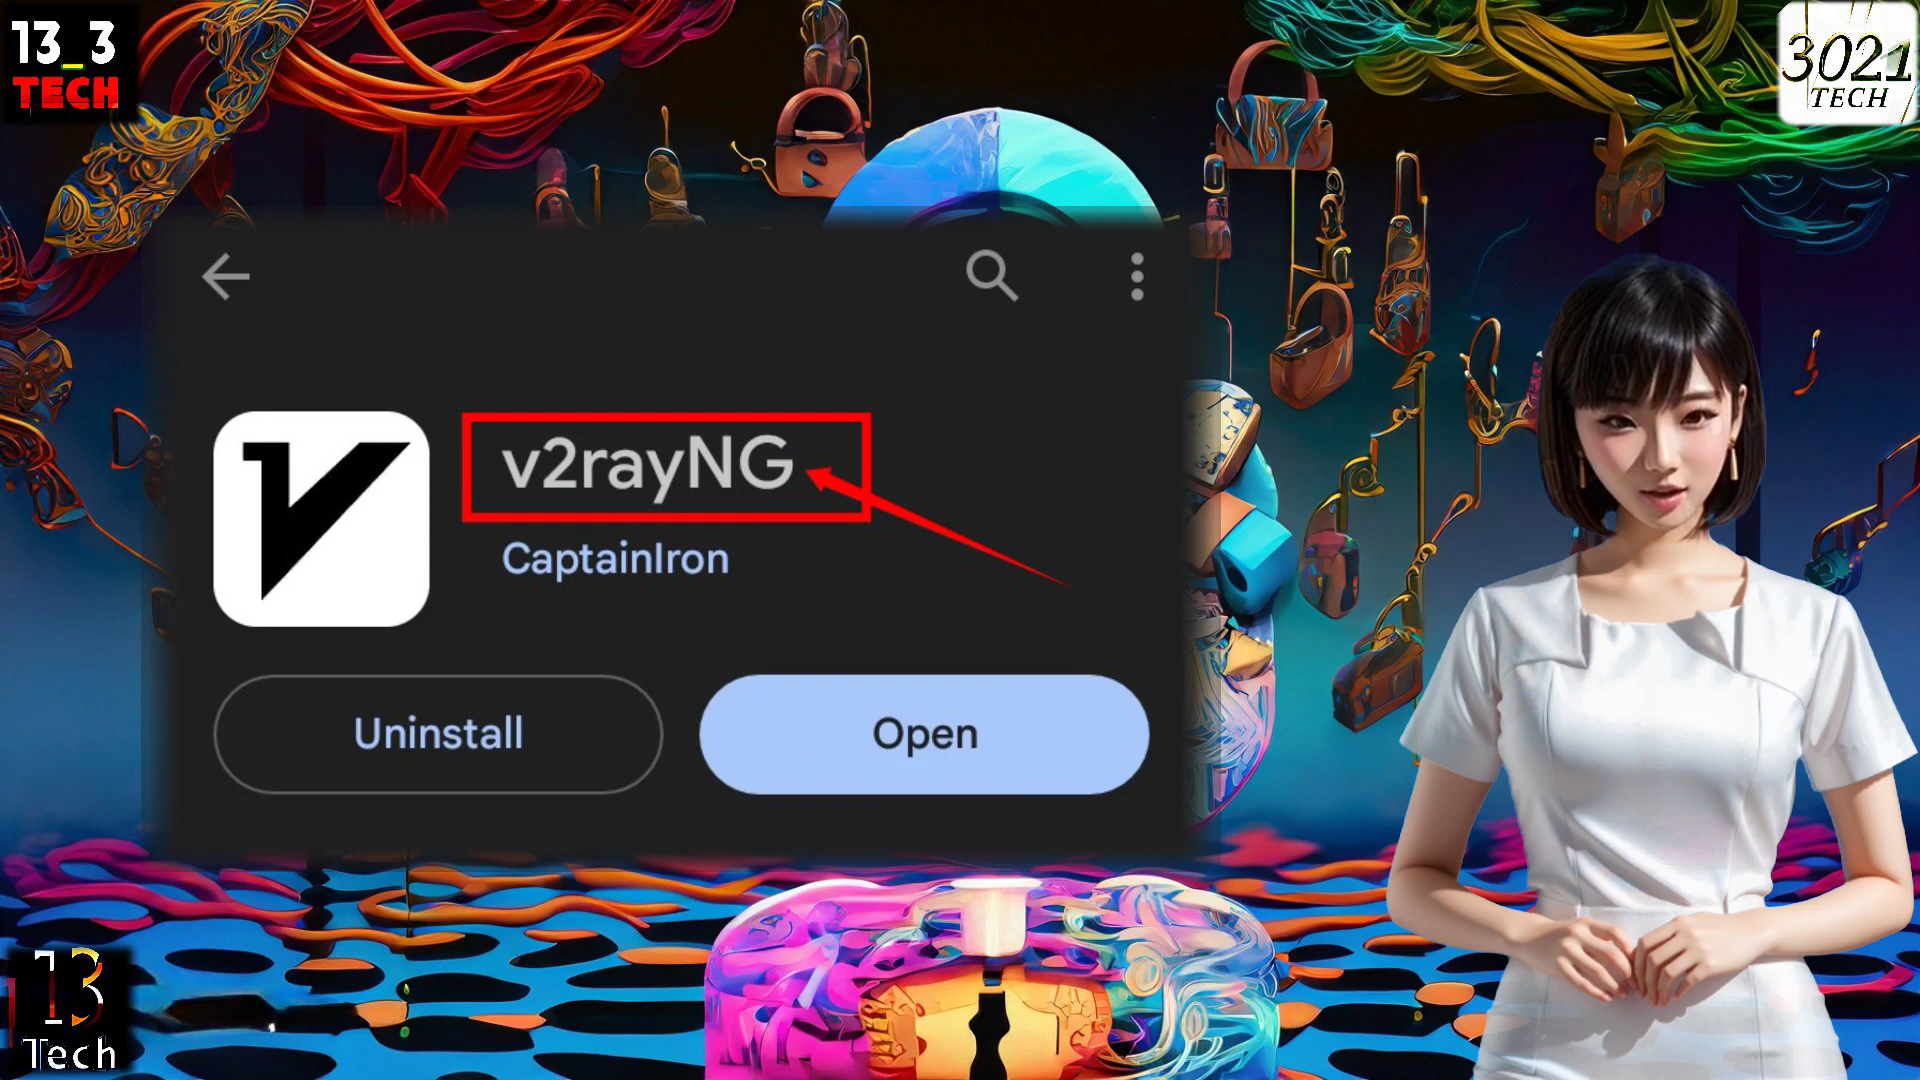 13_3
TECH
3021
TECH
v2rayNG
CaptainIron
Uninstall
Open
13
Tech